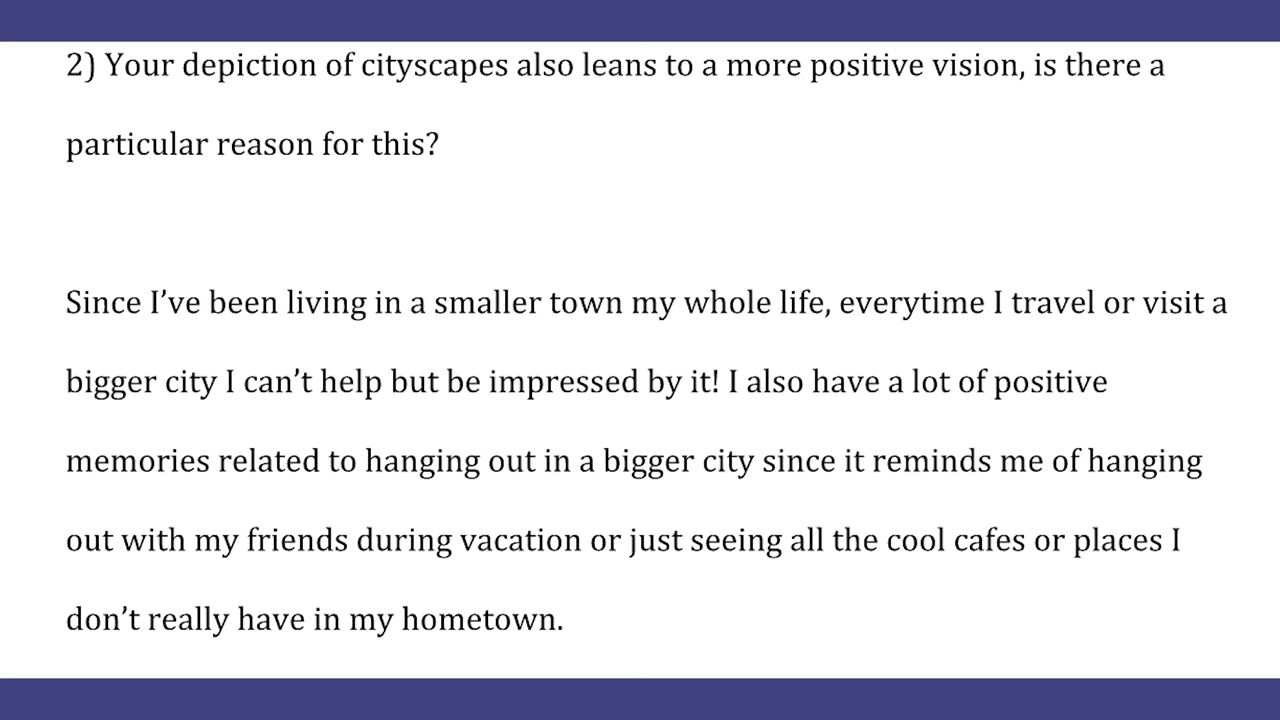 2) Your depiction of cityscapes also leans to a more positive vision, is there a
particular reason for this?
Since I’ve been living in a smaller town my whole life, everytime I travel or visit a
bigger city I can’t help but be impressed by it! I also have a lot of positive
memories related to hanging out in a bigger city since it reminds me of hanging
out with my friends during vacation or just seeing all the cool cafes or places I
don’t really have in my hometown.